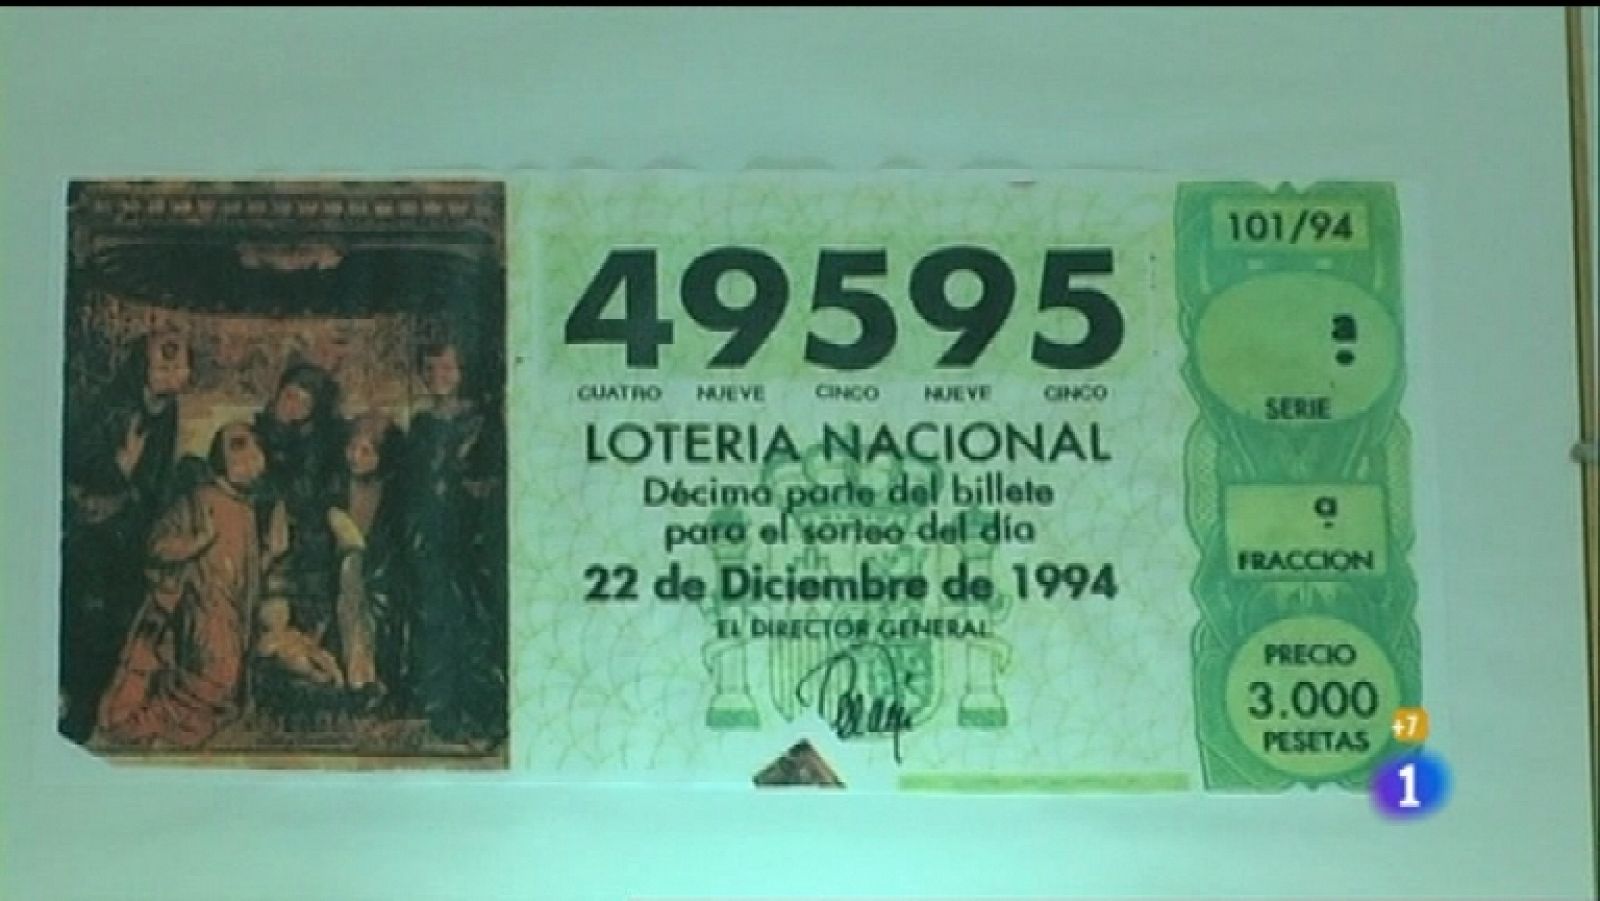 101/94
49595
CUATRO NUEVE CINCO NUEVE CINCO
a
SERIE
LOTERIA NACIONAL
Décima parte del billete
para el sorteo del día
22 de Diciembre de 1994
EL DIRECTOR GENERAL
a
FRACCION
PRECIO
3.000
PESETAS
+7
1